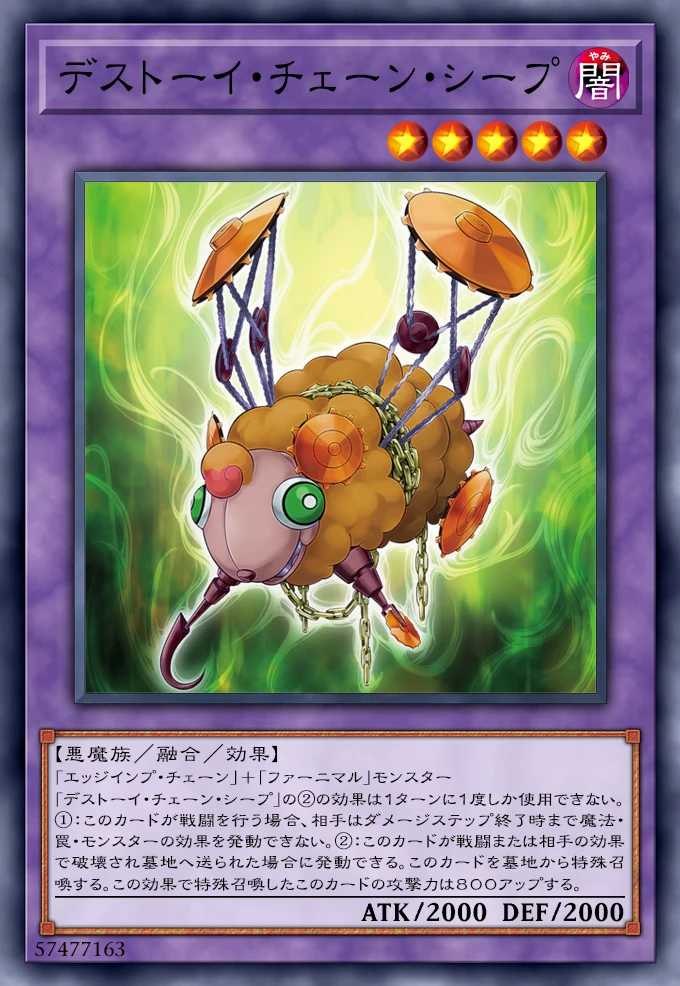 デストーイ・チェーン・シープ
やみ
闇
【悪魔族／融合／効果】
「エッジインプ・チェーン」＋「ファーニマル」モンスター
「デストーイ・チェーン・シープ」の②の効果は１ターンに１度しか使用できない。
①：このカードが戦闘を行う場合、相手はダメージステップ終了時まで魔法・
罠・モンスターの効果を発動できない。②：このカードが戦闘または相手の効果
で破壊され墓地へ送られた場合に発動できる。このカードを墓地から特殊召
喚する。この効果で特殊召喚したこのカードの攻撃力は８００アップする。
ATK/2000 DEF/2000
57477163